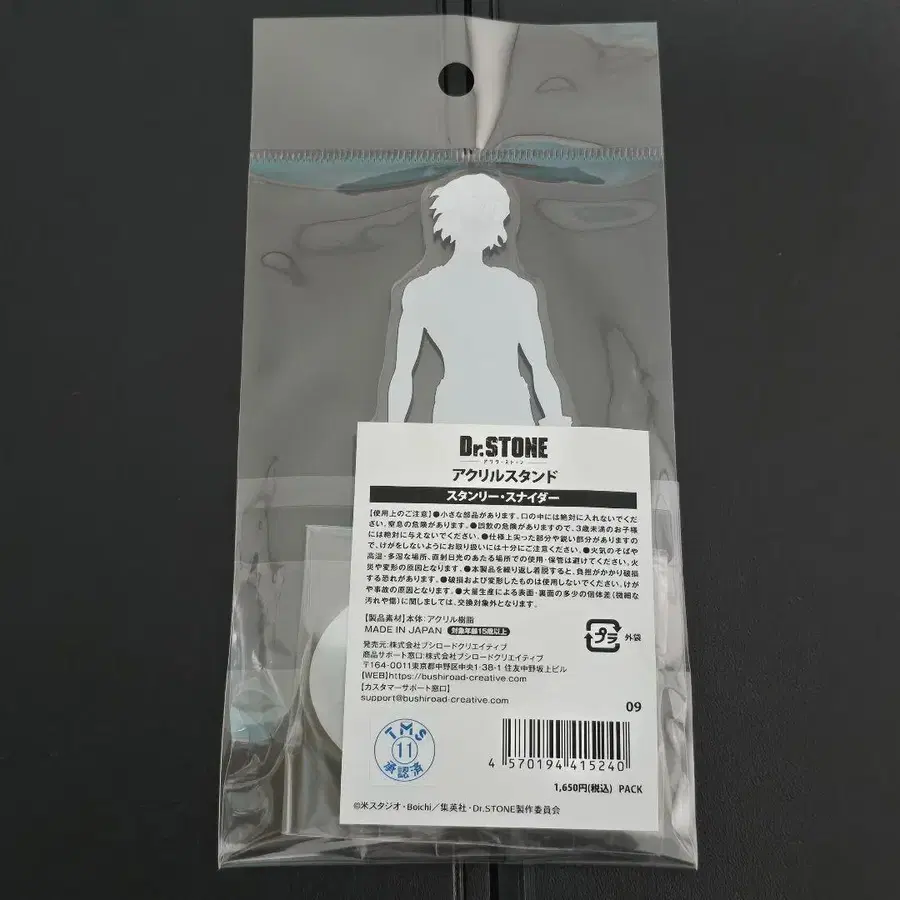 Dr.STONE
ドクターストーン
アクリルスタンド
スタンリー・スナイダー
【使用上のご注意】●小さな部品があります。口の中には絶対に入れないでくだ
さい。窒息の危険があります。●誤飲の危険がありますので、3歳未満のお子様
には絶対に与えないでください。●仕様上尖った部分や鋭い部分がありますの
で、けがをしないようにお取り扱いには十分にご注意ください。●火気のそばや
高温・多湿な場所、直射日光のあたる場所での使用・保管は避けてください。火
災や変形の原因となります。●本製品を繰り返し着脱すると、負担がかかり破損
する恐れがあります。●破損および変形したものは使用しないでください。けが
や事故の原因となります。●大量生産による表面・裏面の多少の個体差(微細な
汚れや傷)に関しましては、交換対象外となります。
【製品素材】本体：アクリル樹脂
MADE IN JAPAN 対象年齢15歳以上
発売元：株式会社ブシロードクリエイティブ
商品サポート窓口：株式会社ブシロードクリエイティブ
〒164-0011東京都中野区中央1-38-1 住友中野坂上ビル
【WEB】https://bushiroad-creative.com
【カスタマーサポート窓口】
support@bushiroad-creative.com
プラ 外袋
09
TMS
11
承認済
4 570194 415240
1,650円(税込) PACK
©米スタジオ・Boichi／集英社・Dr.STONE製作委員会